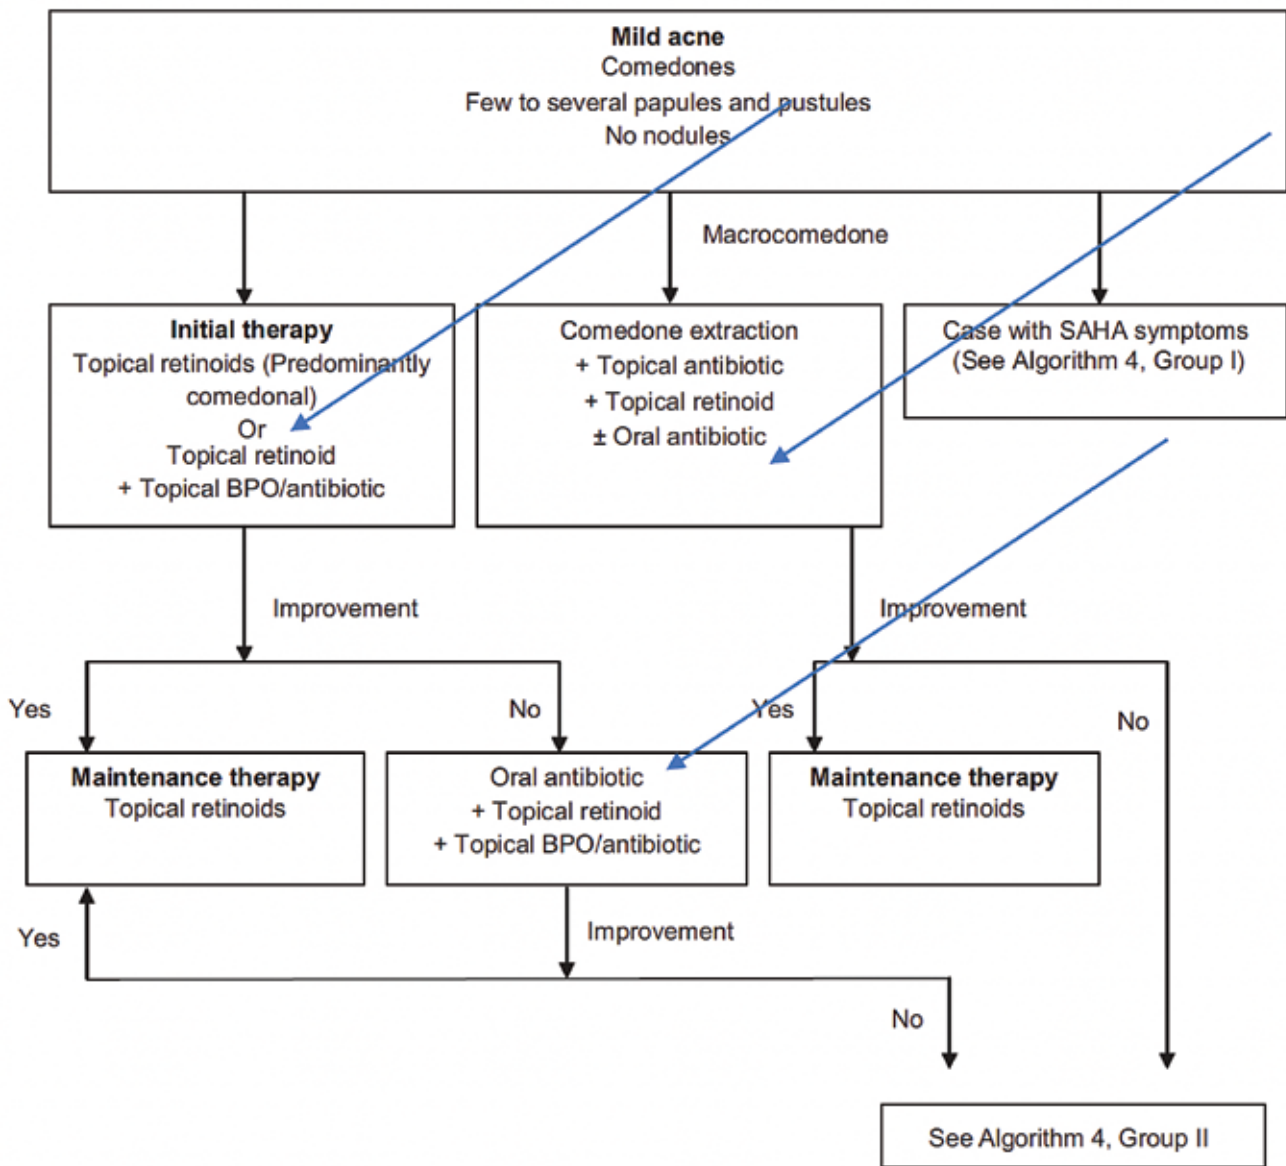 Mild acne
Comedones
Few to several papules and pustules
No nodules
Macrocomedone
Initial therapy
Topical retinoids (Predominantly
comedonal)
Or
Topical retinoid
+ Topical BPO/antibiotic
Comedone extraction
+ Topical antibiotic
+ Topical retinoid
± Oral antibiotic
Case with SAHA symptoms
(See Algorithm 4, Group I)
Improvement
Improvement
Yes
No
Yes
No
Maintenance therapy
Topical retinoids
Oral antibiotic
+ Topical retinoid
+ Topical BPO/antibiotic
Maintenance therapy
Topical retinoids
Yes
Improvement
No
See Algorithm 4, Group II